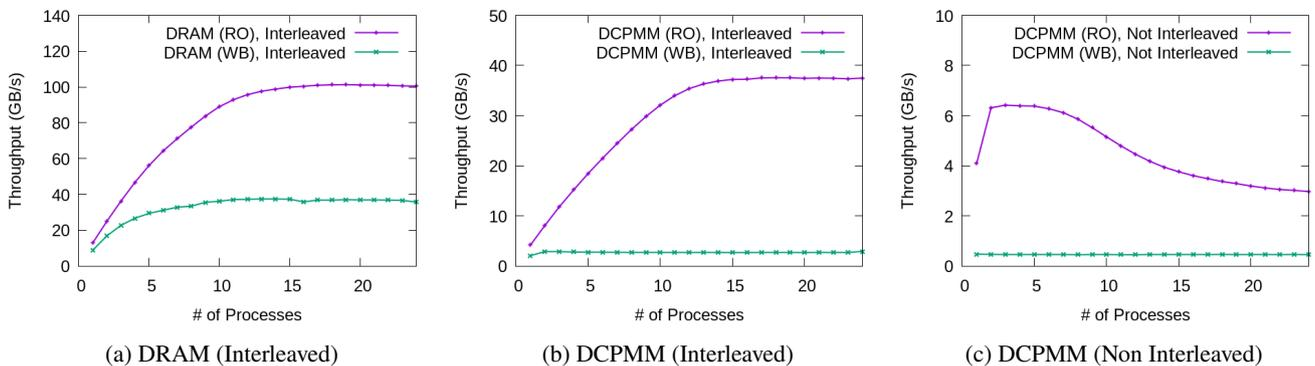 DRAM (RO), Interleaved
DRAM (WB), Interleaved
Throughput (GB/s)
140
120
100
80
60
40
20
0
0 5 10 15 20
# of Processes
(a) DRAM (Interleaved)
DCPMM (RO), Interleaved
DCPMM (WB), Interleaved
Throughput (GB/s)
50
40
30
20
10
0
0 5 10 15 20
# of Processes
(b) DCPMM (Interleaved)
DCPMM (RO), Not Interleaved
DCPMM (WB), Not Interleaved
Throughput (GB/s)
10
8
6
4
2
0
0 5 10 15 20
# of Processes
(c) DCPMM (Non Interleaved)